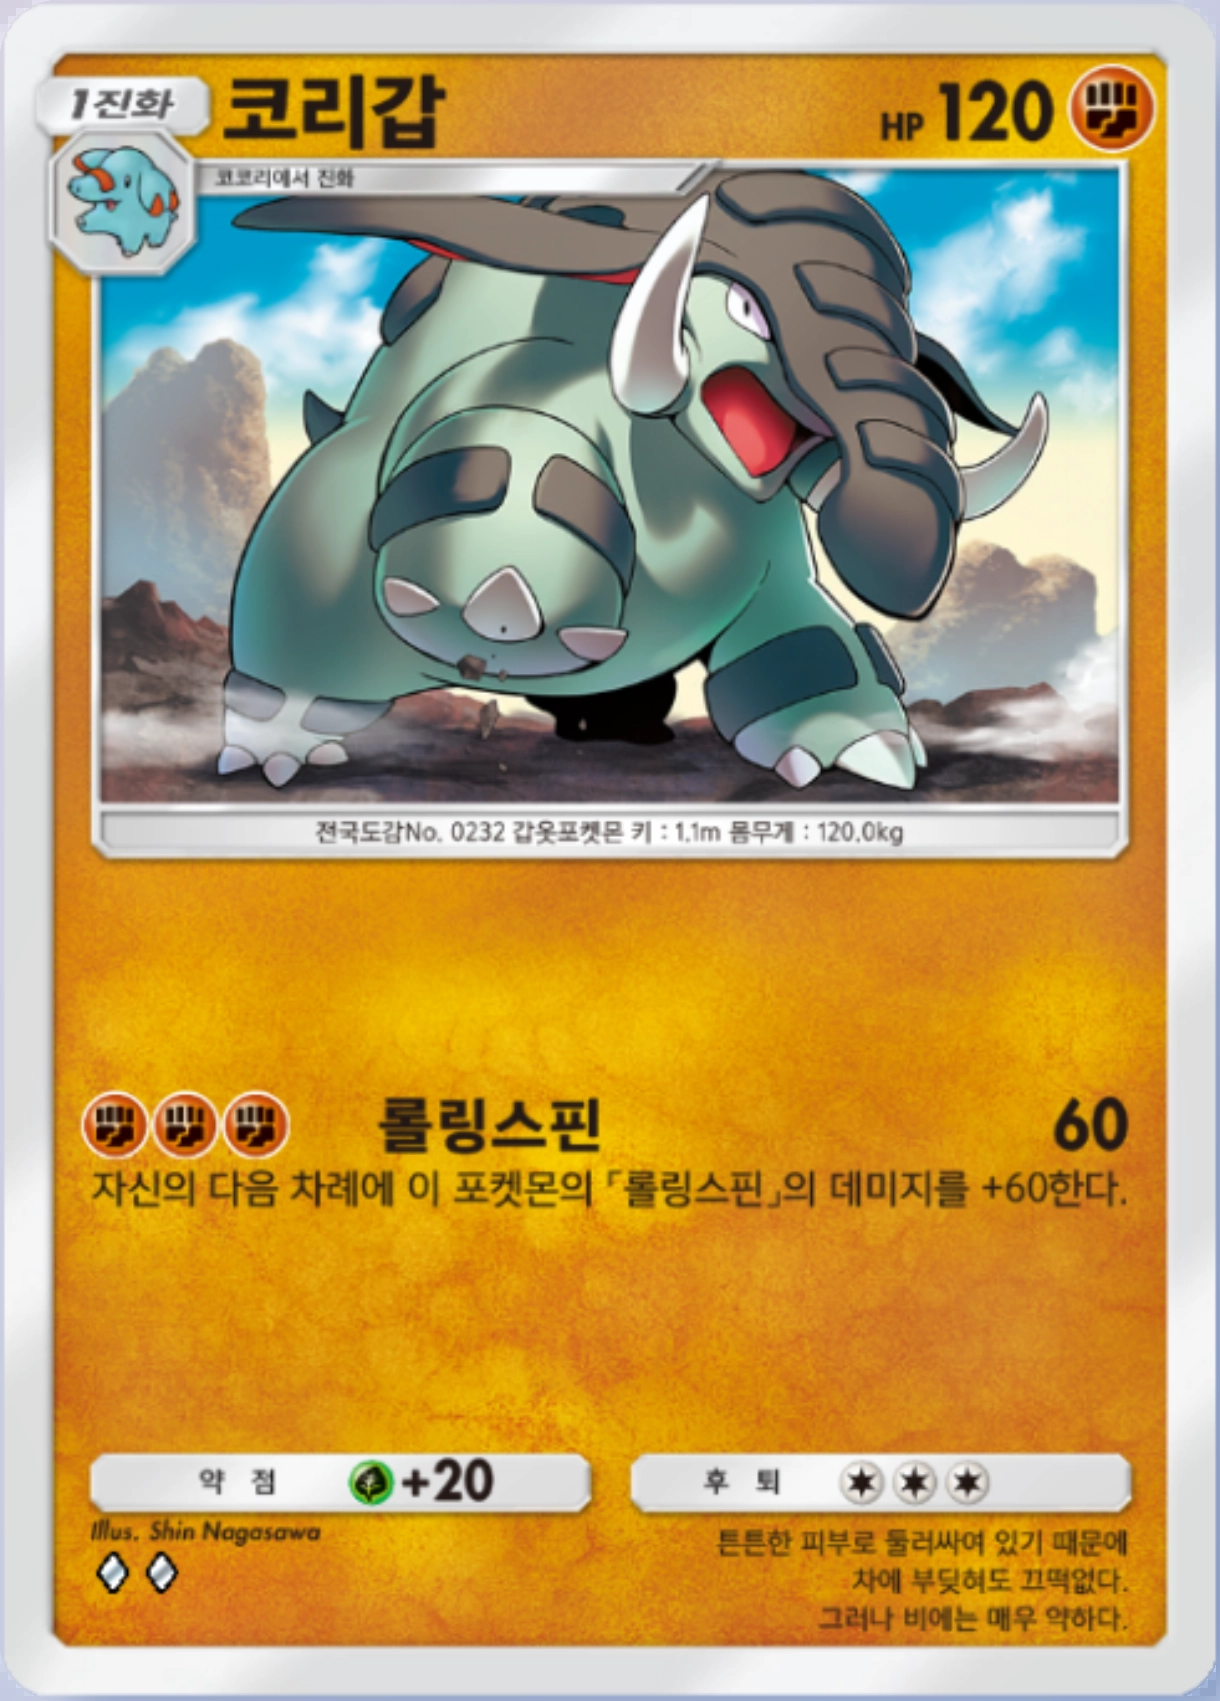 1진화
코리갑
HP 120
코코리에서 진화
전국도감No. 0232 갑옷포켓몬 키 : 1.1m 몸무게 : 120.0kg
롤링스핀 60
자신의 다음 차례에 이 포켓몬의 「롤링스핀」의 데미지를 +60한다.
약 점 +20
후 퇴
Illus. Shin Nagasawa
튼튼한 피부로 둘러싸여 있기 때문에
차에 부딪혀도 끄떡없다.
그러나 비에는 매우 약하다.